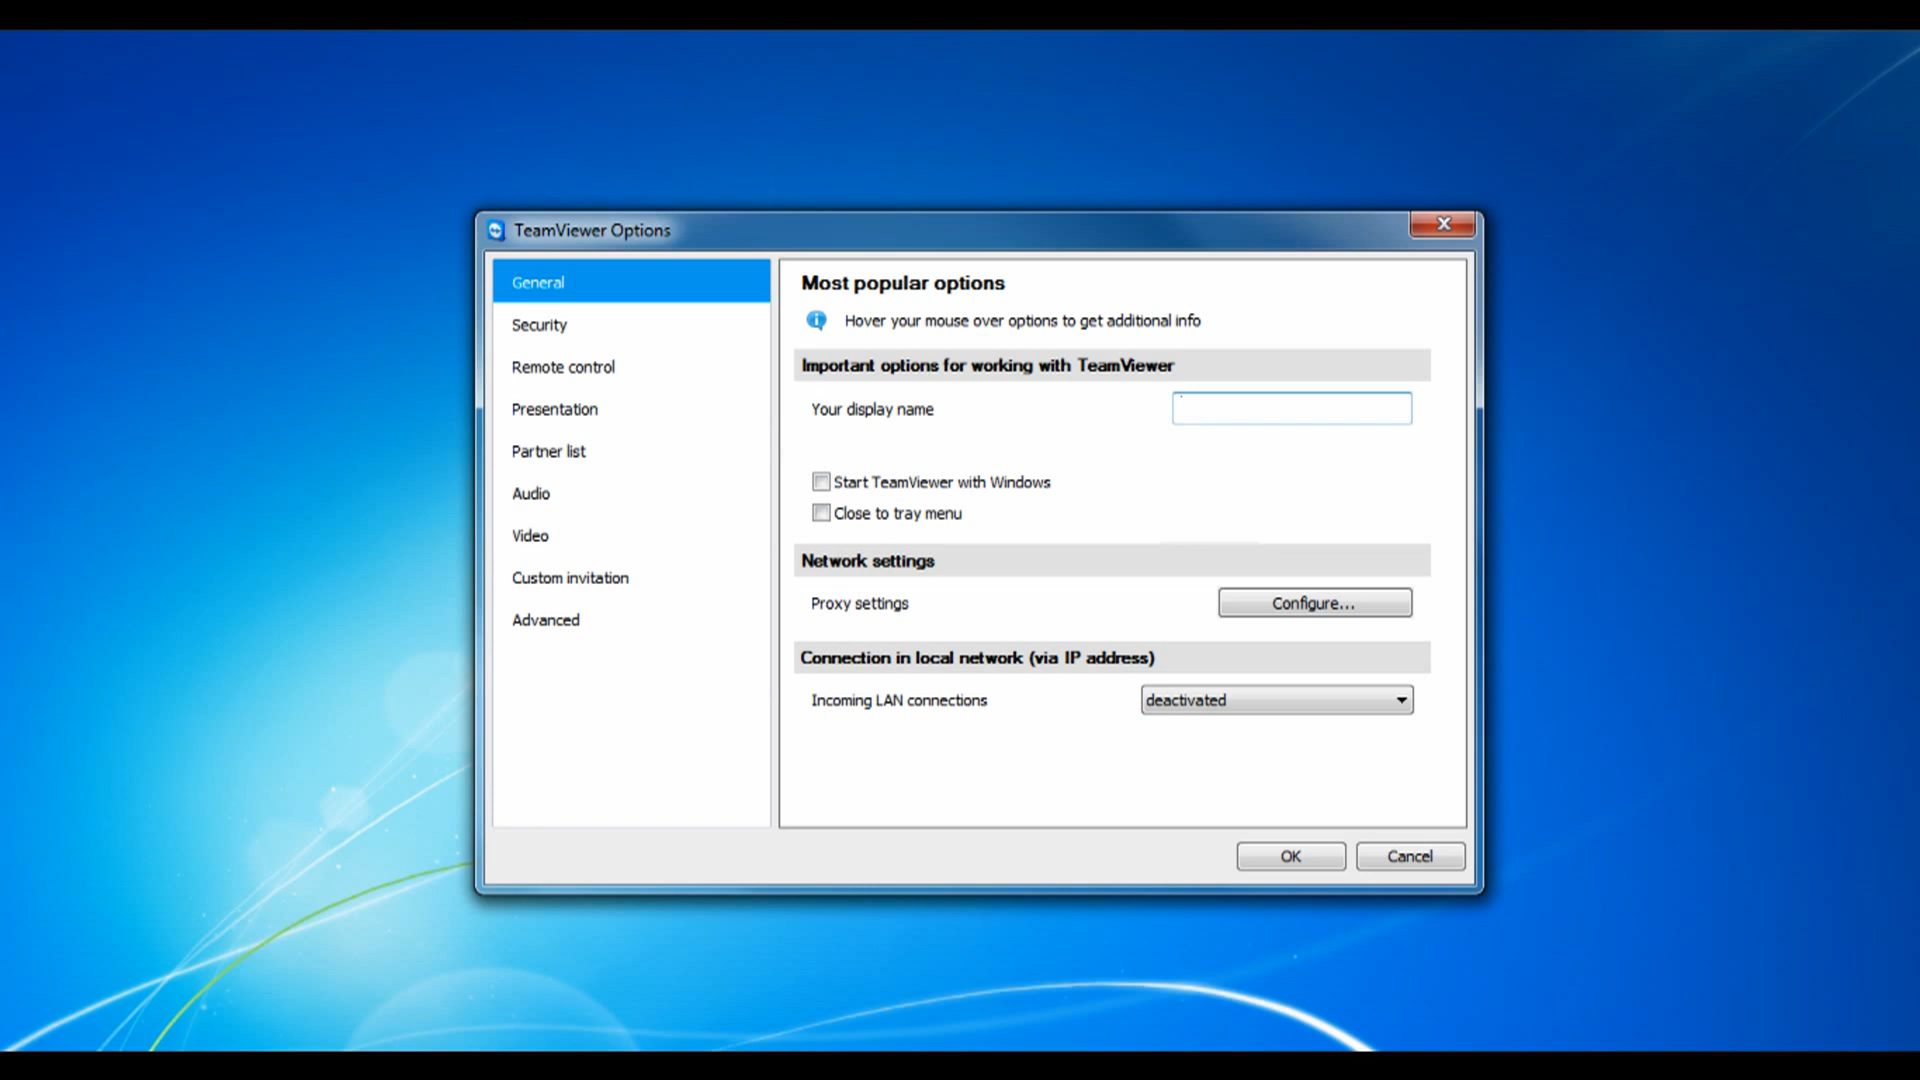 TeamViewer Options
General
Security
Remote control
Presentation
Partner list
Audio
Video
Custom invitation
Advanced
Most popular options
Hover your mouse over options to get additional info
Important options for working with TeamViewer
Your display name
Start TeamViewer with Windows
Close to tray menu
Network settings
Proxy settings
Configure...
Connection in local network (via IP address)
Incoming LAN connections
deactivated
OK
Cancel